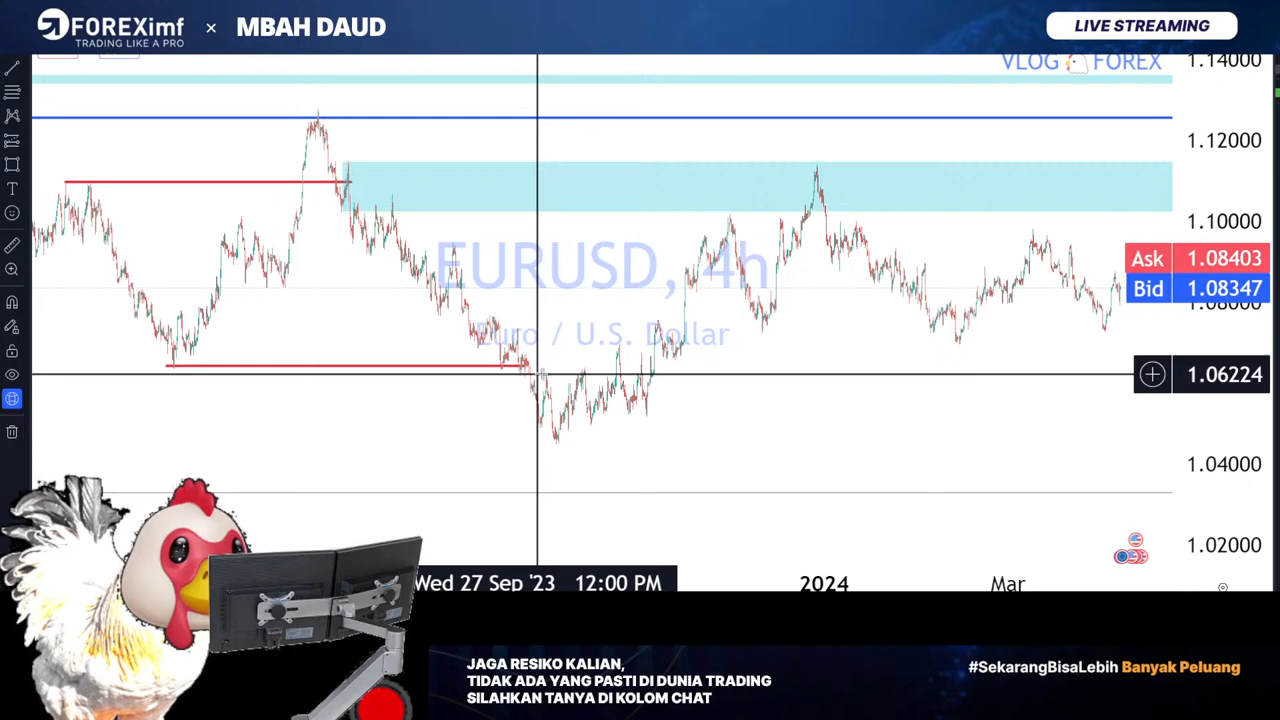 FOREXimf
TRADING LIKE A PRO
×
MBAH DAUD
LIVE STREAMING
VLOG FOREX
1.14000
1.12000
1.10000
Ask 1.08403
Bid 1.08347
1.08000
EURUSD, 4h
Euro / U.S. Dollar
1.06224
1.04000
1.02000
Wed 27 Sep '23 12:00 PM
2024
Mar
JAGA RESIKO KALIAN,
TIDAK ADA YANG PASTI DI DUNIA TRADING
SILAHKAN TANYA DI KOLOM CHAT
#SekarangBisaLebih Banyak Peluang